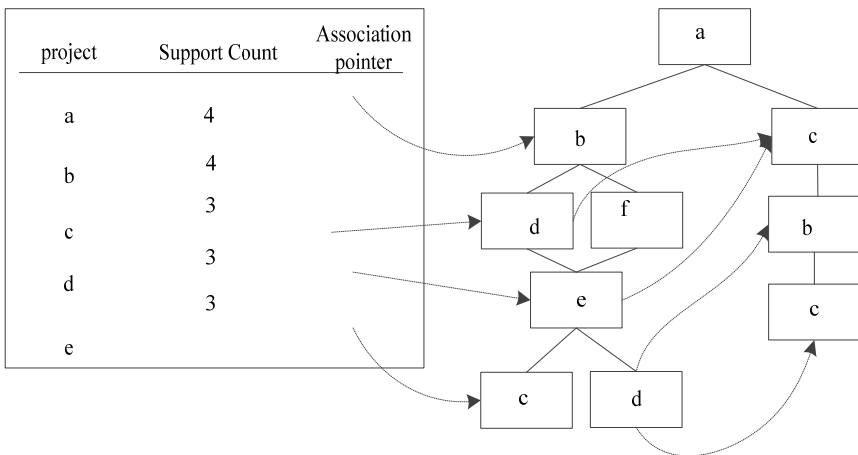 project Support Count Association
pointer
a 4
b 4
c 3
d 3
e 3
a
b c
d f b
e c
c d